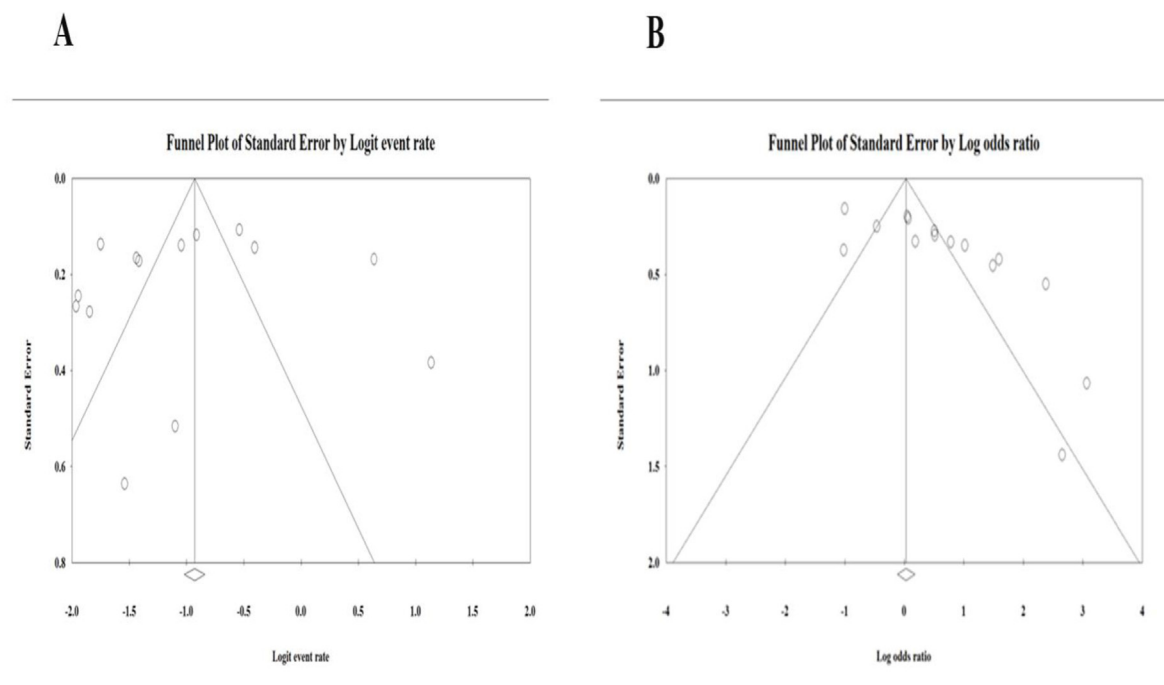 A
Funnel Plot of Standard Error by Logit event rate
0.0
0.2
0.4
0.6
0.8
Standard Error
-2.0 -1.5 -1.0 -0.5 0.0 0.5 1.0 1.5 2.0
Logit event rate
B
Funnel Plot of Standard Error by Log odds ratio
0.0
0.5
1.0
1.5
2.0
Standard Error
-4 -3 -2 -1 0 1 2 3 4
Log odds ratio